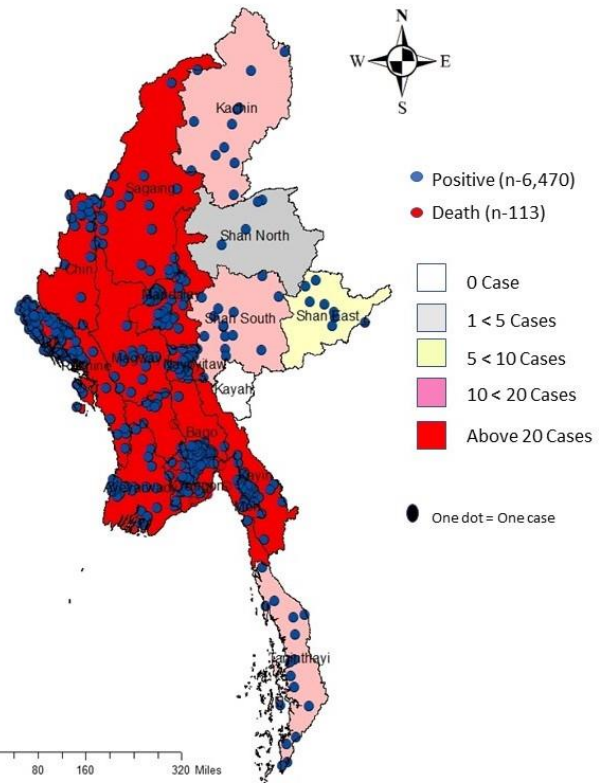 N
W E
S
Kachin
Positive (n-6,470)
Sagaing
Death (n-113)
Shan North
Chin
0 Case
1 < 5 Cases
Shan South
Shan East
5 < 10 Cases
Kayah
10 < 20 Cases
Bago
Above 20 Cases
One dot = One case
80 160 320 Miles